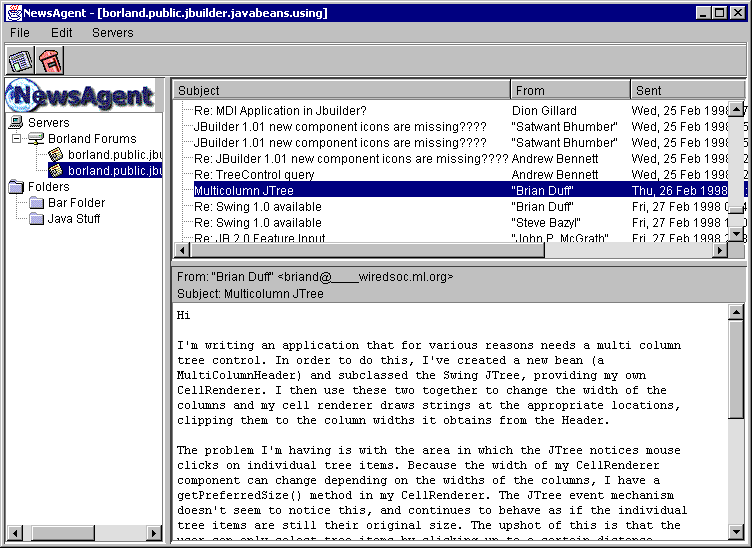 NewsAgent - [borland.public.jbuilder.javabeans.using]
File Edit Servers
NewsAgent
Servers
Borland Forums
borland.public.jbu
borland.public.jbu
Folders
Bar Folder
Java Stuff
Subject From Sent
Re: MDI Application in Jbuilder? Dion Gillard Wed, 25 Feb 1998
JBuilder 1.01 new component icons are missing???? "Satwant Bhumber" Wed, 25 Feb 1998
JBuilder 1.01 new component icons are missing???? "Satwant Bhumber" Wed, 25 Feb 1998
Re: JBuilder 1.01 new component icons are missing???? Andrew Bennett Wed, 25 Feb 1998
Re: TreeControl query Andrew Bennett Wed, 25 Feb 1998
Multicolumn JTree "Brian Duff" Thu, 26 Feb 1998
Re: Swing 1.0 available "Brian Duff" Fri, 27 Feb 1998
Re: Swing 1.0 available "Steve Bazyl" Fri, 27 Feb 1998
Re: JB 2.0 Feature Input "John P. McGrath" Fri, 27 Feb 1998
From: "Brian Duff" <briand@____wiredsoc.ml.org>
Subject: Multicolumn JTree
Hi
I'm writing an application that for various reasons needs a multi column
tree control. In order to do this, I've created a new bean (a
MultiColumnHeader) and subclassed the Swing JTree, providing my own
CellRenderer. I then use these two together to change the width of the
columns and my cell renderer draws strings at the appropriate locations,
clipping them to the column widths it obtains from the Header.
The problem I'm having is with the area in which the JTree notices mouse
clicks on individual tree items. Because the width of my CellRenderer
component can change depending on the widths of the columns, I have a
getPreferredSize() method in my CellRenderer. The JTree event mechanism
doesn't seem to notice this, and continues to behave as if the individual
tree items are still their original size. The upshot of this is that the
user can only select tree items by clicking up to a certain distance